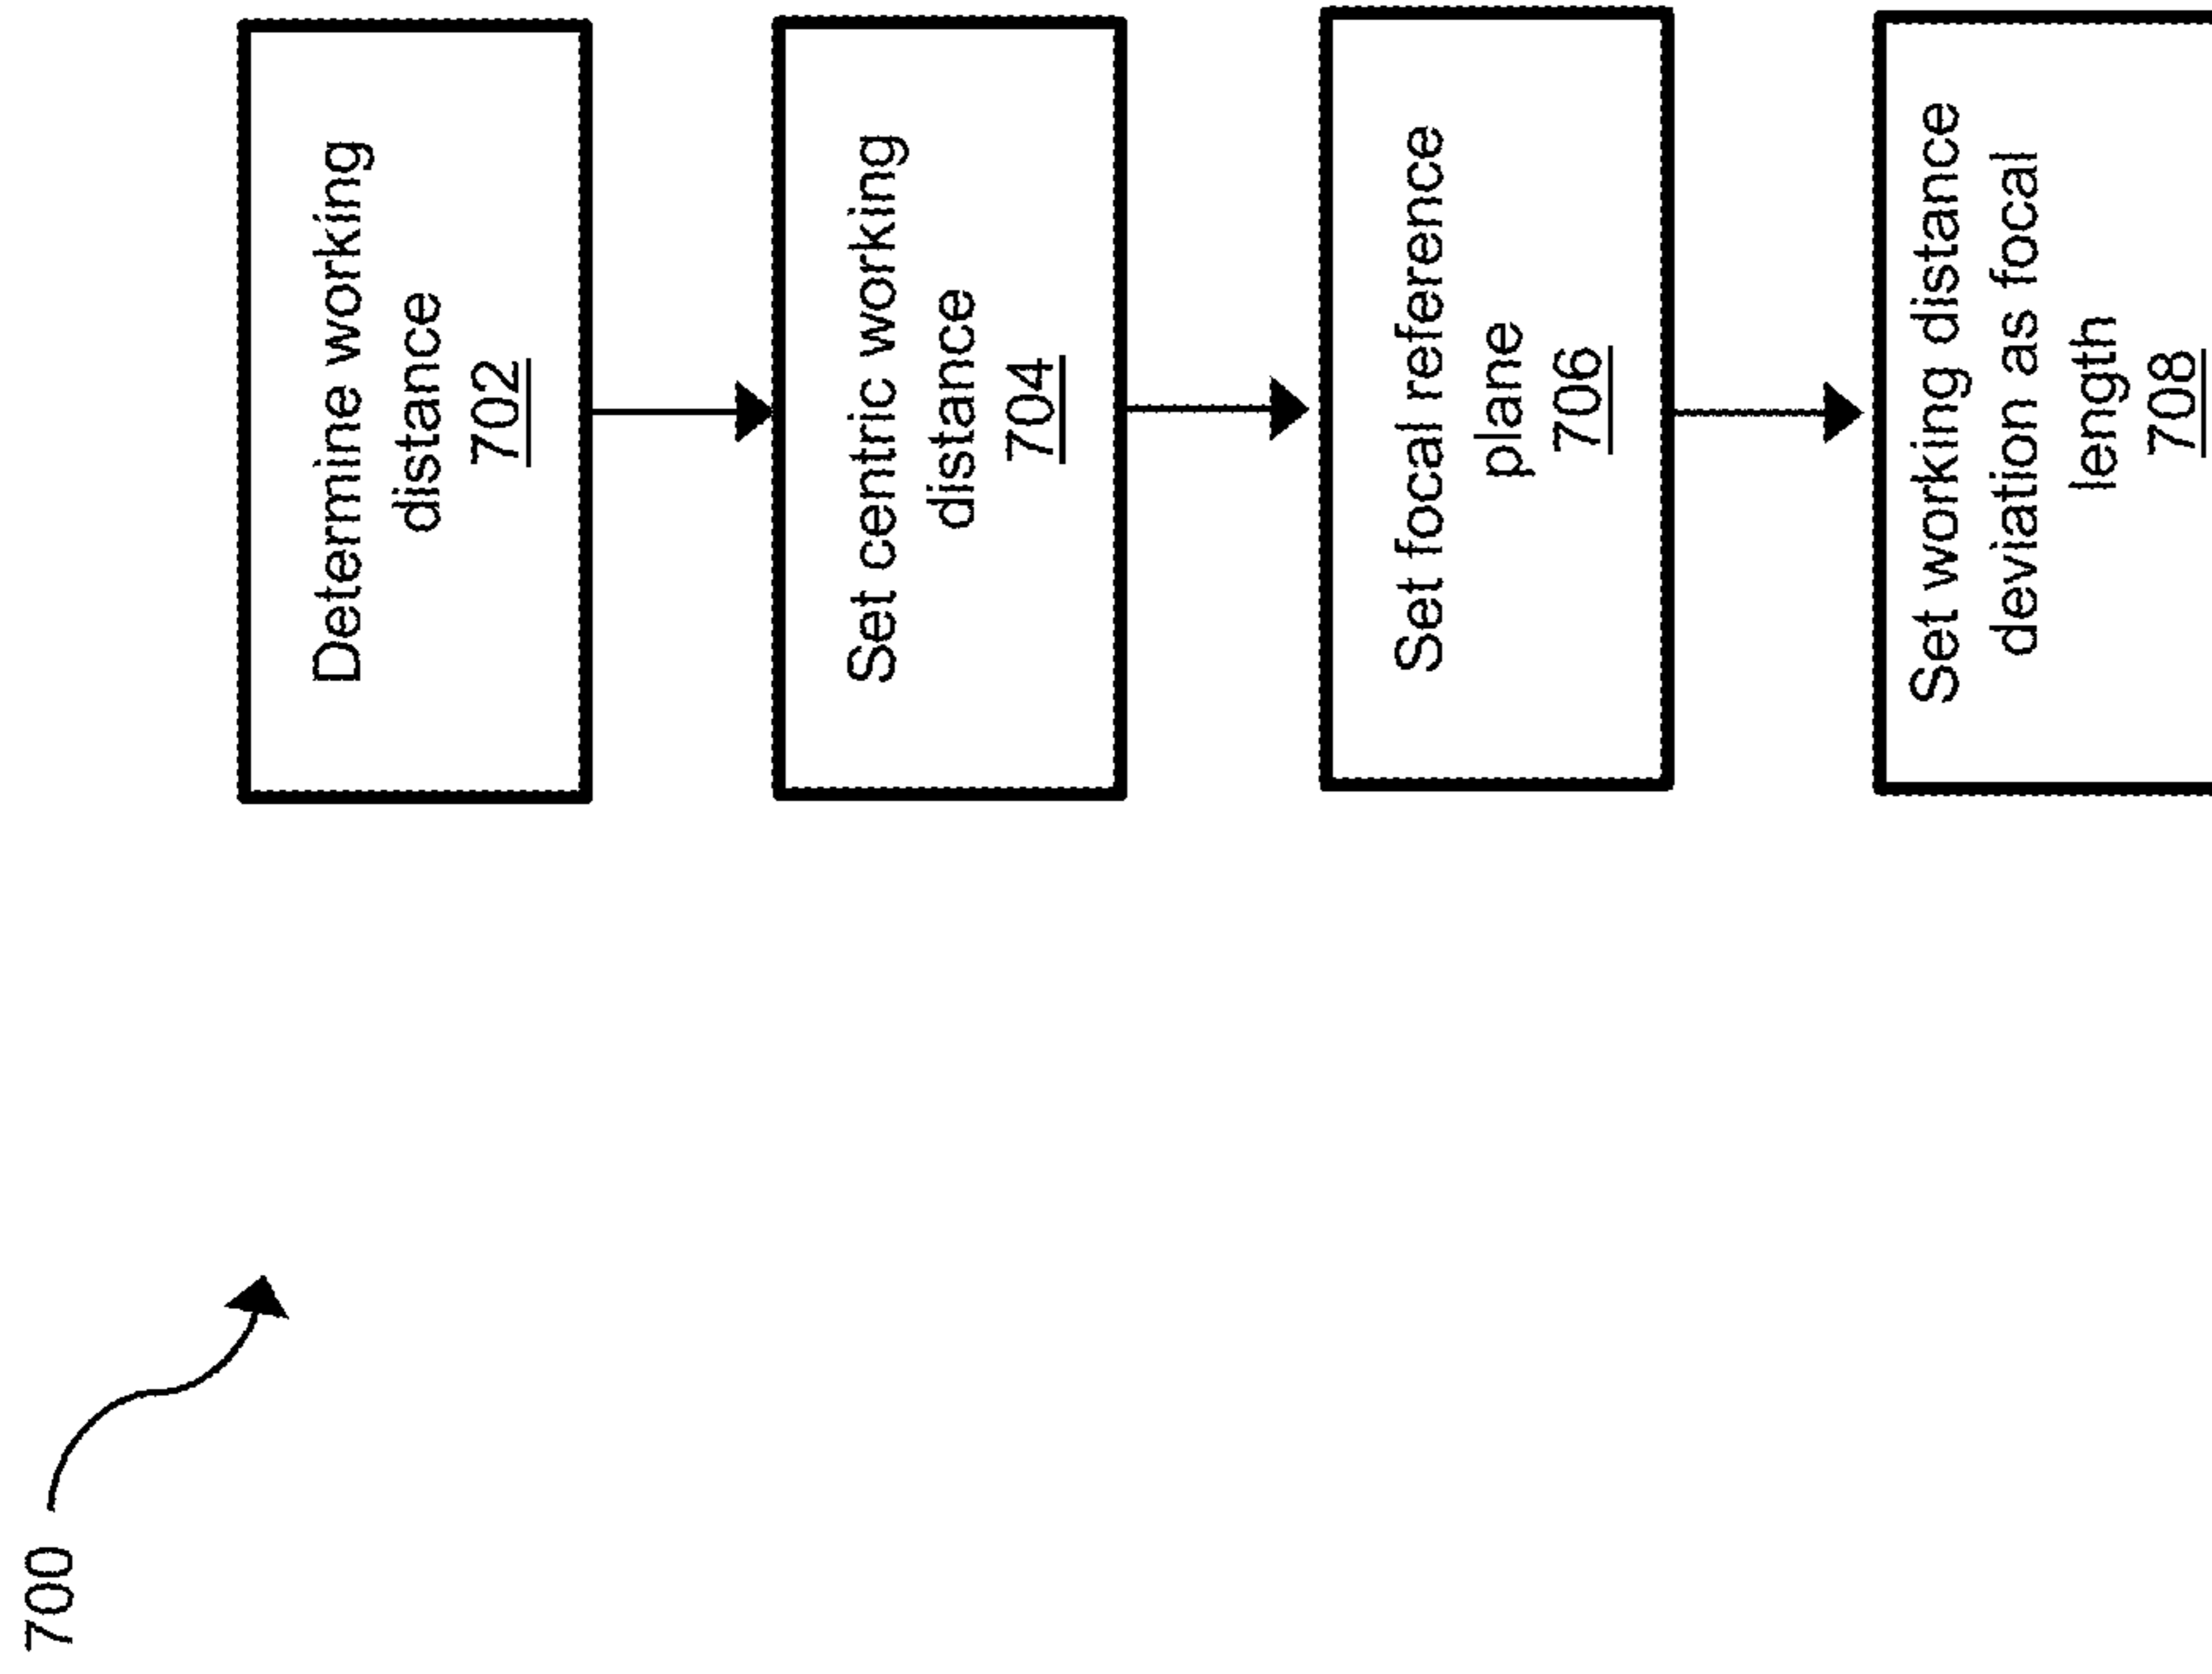 700
Determine working
distance
702
Set centric working
distance
704
Set focal reference
plane
706
Set working distance
deviation as focal
length
708